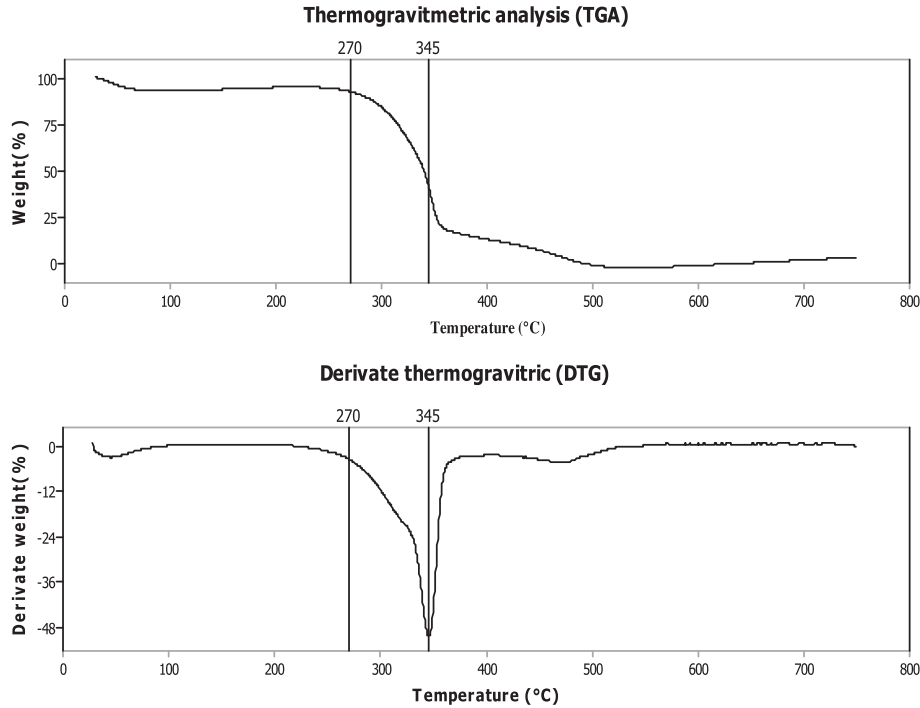 Thermogravitmetric analysis (TGA)
270 345
100
75
50
25
0
Weight(%)
0 100 200 300 400 500 600 700 800
Temperature (°C)
Derivate thermogravitric (DTG)
270 345
0
-12
-24
-36
-48
Derivate weight(%)
0 100 200 300 400 500 600 700 800
Temperature (°C)